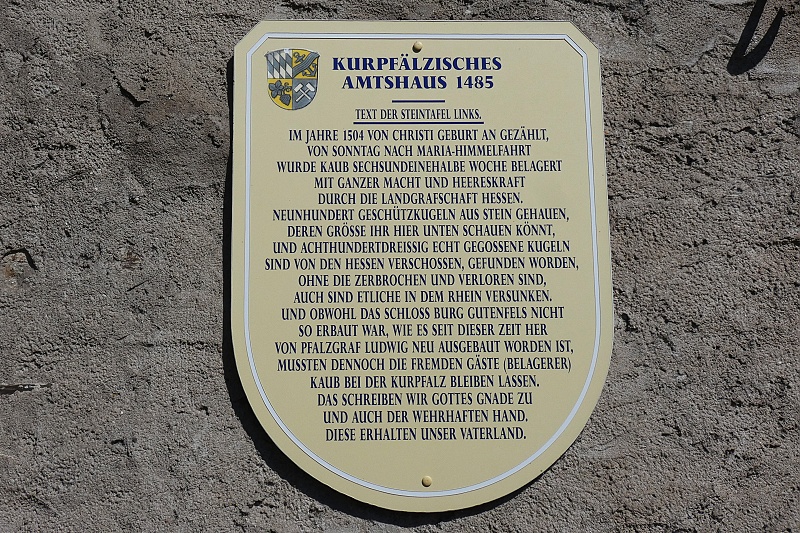 KURPFÄLZISCHES
AMTSHAUS 1485
TEXT DER STEINTAFEL LINKS.
IM JAHRE 1504 VON CHRISTI GEBURT AN GEZÄHLT,
VON SONNTAG NACH MARIA-HIMMELFAHRT
WURDE KAUB SECHSUNDEINEHALBE WOCHE BELAGERT
MIT GANZER MACHT UND HEERESKRAFT
DURCH DIE LANDGRAFSCHAFT HESSEN.
NEUNHUNDERT GESCHÜTZKUGELN AUS STEIN GEHAUEN,
DEREN GRÖSSE IHR HIER UNTEN SCHAUEN KÖNNT,
UND ACHTHUNDERTDREISSIG ECHT GEGOSSENE KUGELN
SIND VON DEN HESSEN VERSCHOSSEN, GEFUNDEN WORDEN,
OHNE DIE ZERBROCHEN UND VERLOREN SIND,
AUCH SIND ETLICHE IN DEM RHEIN VERSUNKEN.
UND OBWOHL DAS SCHLOSS BURG GUTENFELS NICHT
SO ERBAUT WAR, WIE ES SEIT DIESER ZEIT HER
VON PFALZGRAF LUDWIG NEU AUSGEBAUT WORDEN IST,
MUSSTEN DENNOCH DIE FREMDEN GÄSTE (BELAGERER)
KAUB BEI DER KURPFALZ BLEIBEN LASSEN.
DAS SCHREIBEN WIR GOTTES GNADE ZU
UND AUCH DER WEHRHAFTEN HAND.
DIESE ERHALTEN UNSER VATERLAND.